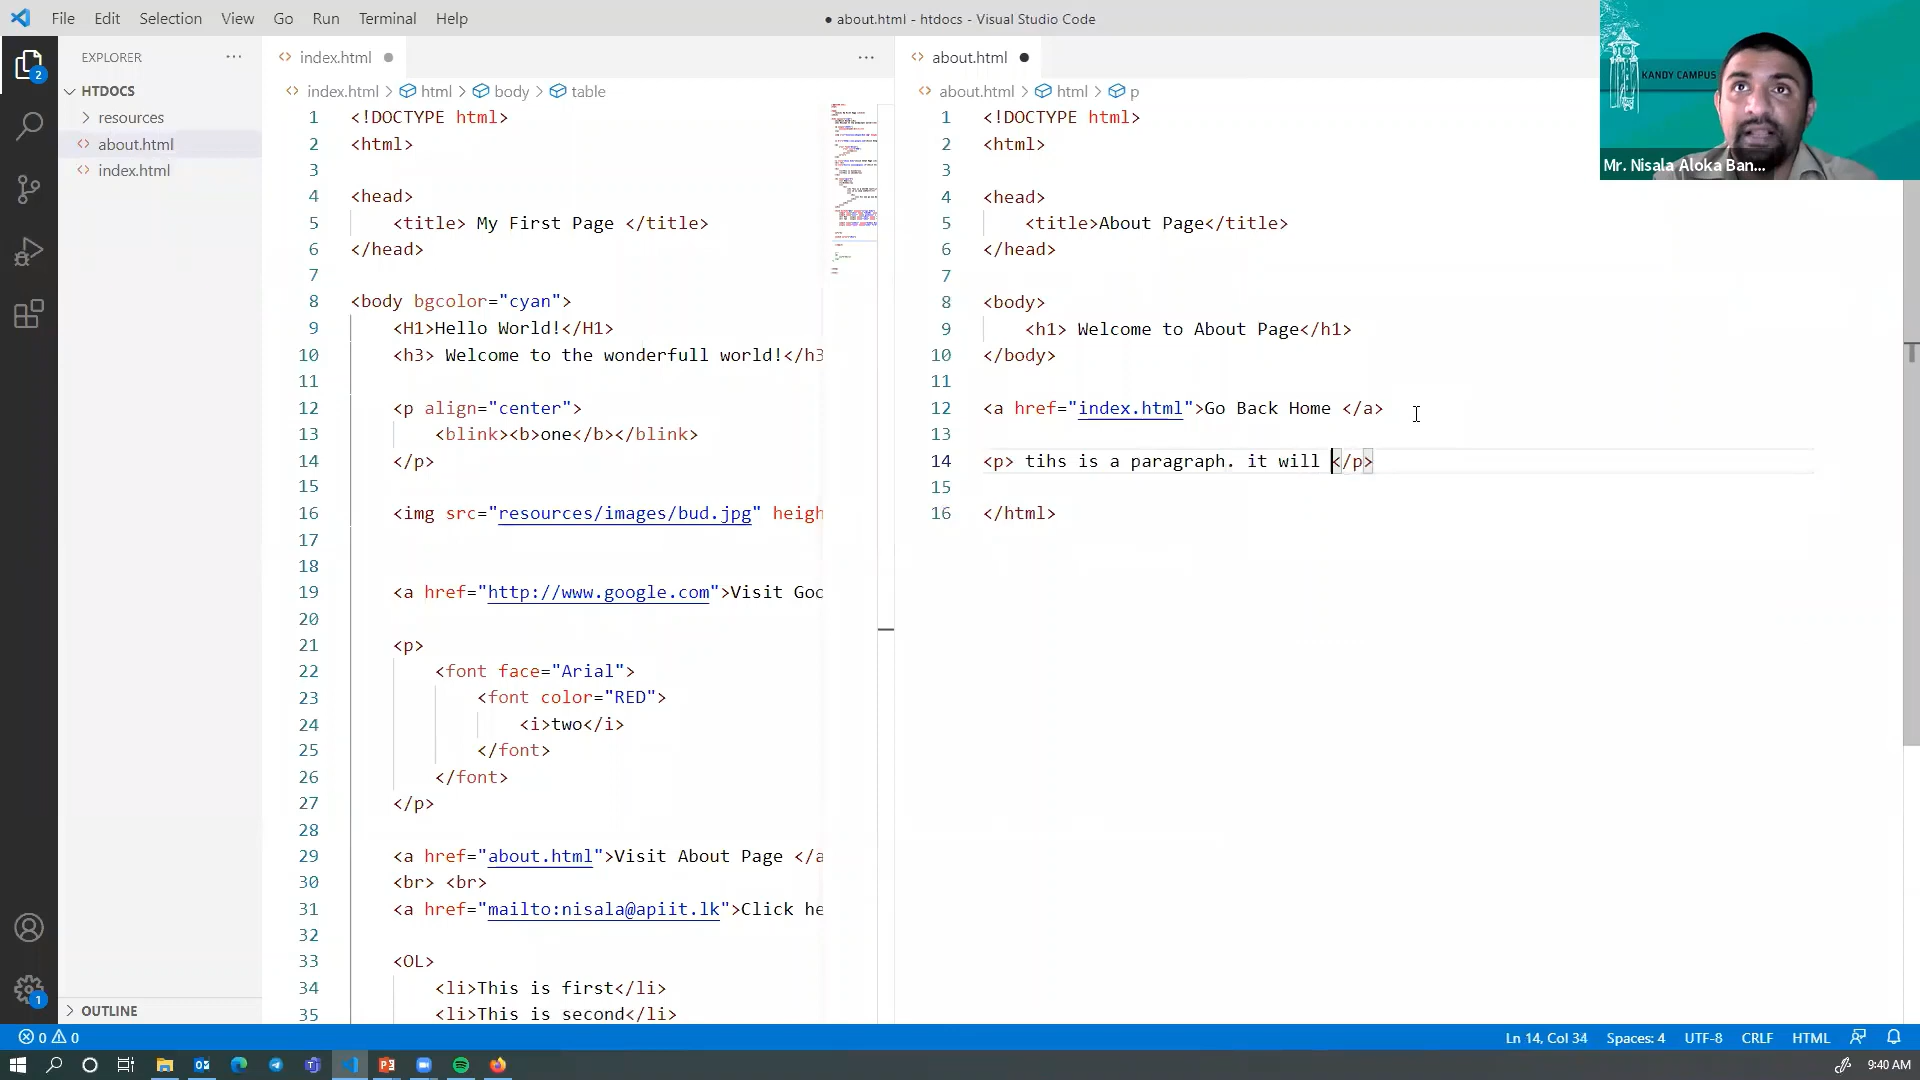 File Edit Selection View Go Run Terminal Help
● about.html - htdocs - Visual Studio Code
KANDY CAMPUS
Mr. Nisala Aloka Ban...
2
1
EXPLORER
HTDOCS
resources
about.html
index.html
OUTLINE
index.html
index.html > html > body > table
1 <!DOCTYPE html>
2 <html>
3
4 <head>
5 <title> My First Page </title>
6 </head>
7
8 <body bgcolor="cyan">
9 <H1>Hello World!</H1>
10 <h3> Welcome to the wonderfull world!</h3
11
12 <p align="center">
13 <blink><b>one</b></blink>
14 </p>
15
16 <img src="resources/images/bud.jpg" heigh
17
18
19 <a href="http://www.google.com">Visit Goo
20
21 <p>
22 <font face="Arial">
23 <font color="RED">
24 <i>two</i>
25 </font>
26 </font>
27 </p>
28
29 <a href="about.html">Visit About Page </a
30 <br> <br>
31 <a href="mailto:nisala@apiit.lk">Click he
32
33 <OL>
34 <li>This is first</li>
35 <li>This is second</li>
about.html
about.html > html > p
1 <!DOCTYPE html>
2 <html>
3
4 <head>
5 <title>About Page</title>
6 </head>
7
8 <body>
9 <h1> Welcome to About Page</h1>
10 </body>
11
12 <a href="index.html">Go Back Home </a>
13
14 <p> tihs is a paragraph. it will </p>
15
16 </html>
0 0
Ln 14, Col 34 Spaces: 4 UTF-8 CRLF HTML
9:40 AM